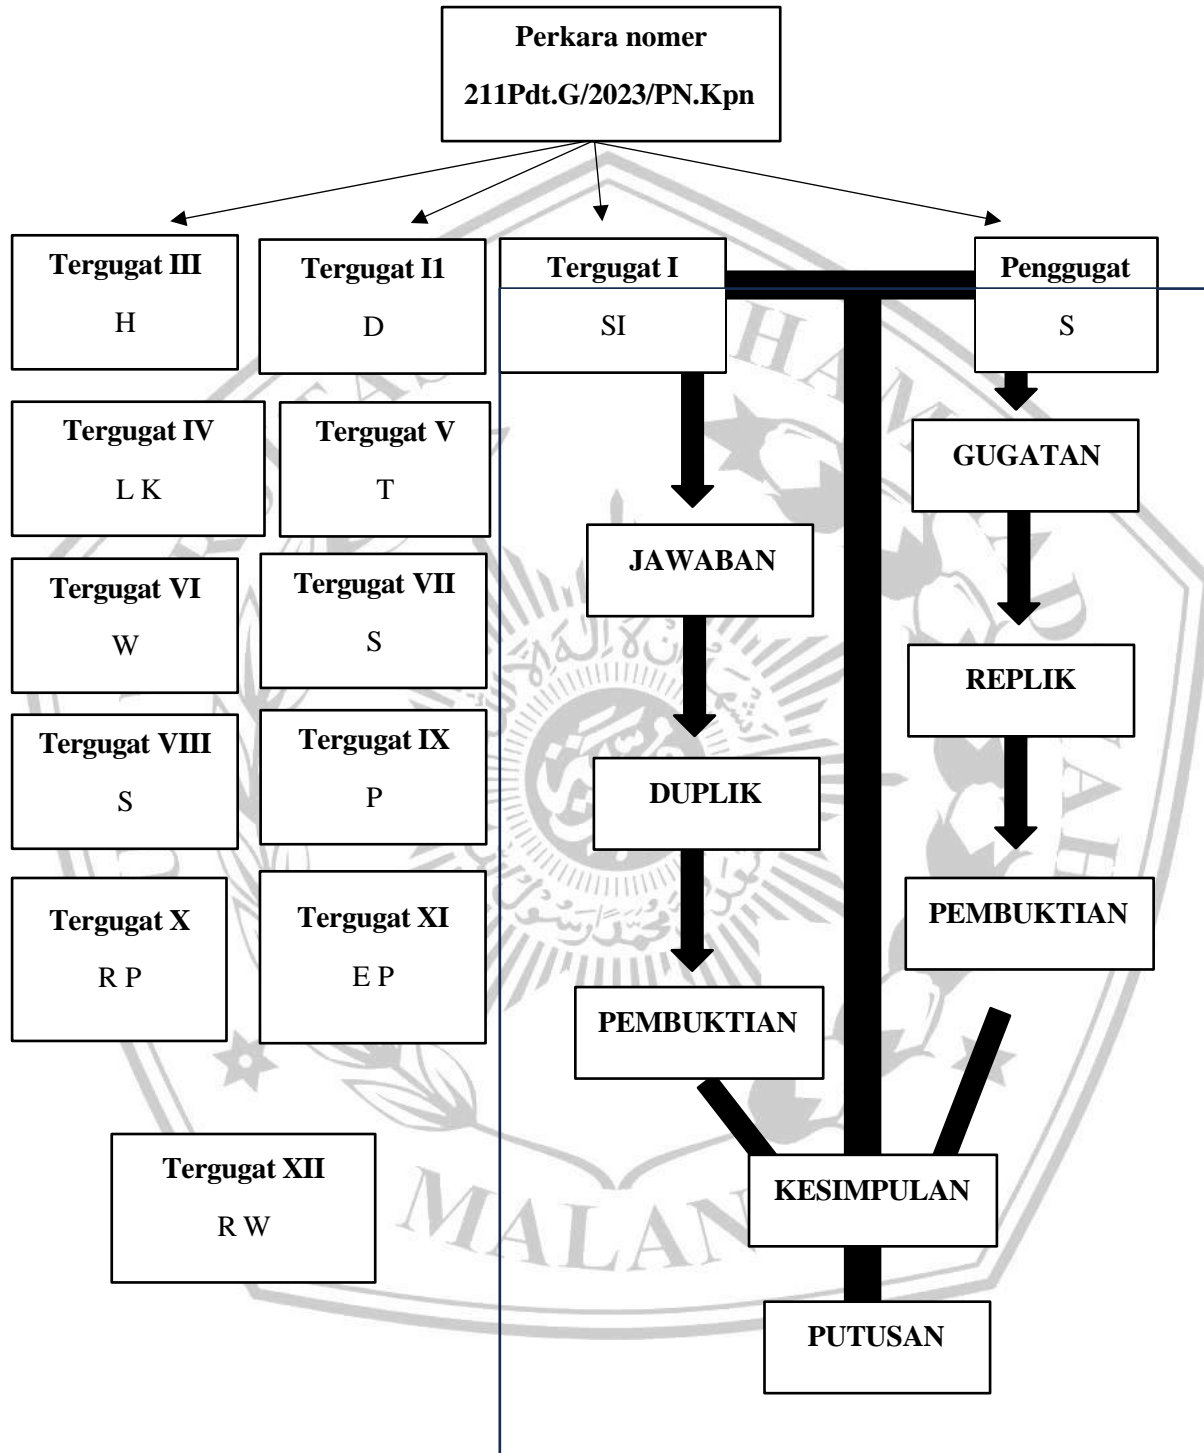 Perkara nomer
211Pdt.G/2023/PN.Kpn
Tergugat III
H
Tergugat I1
D
Tergugat I
SI
Penggugat
S
Tergugat IV
L K
Tergugat V
T
GUGATAN
JAWABAN
Tergugat VI
W
Tergugat VII
S
REPLIK
Tergugat VIII
S
Tergugat IX
P
DUPLIK
Tergugat X
R P
Tergugat XI
E P
PEMBUKTIAN
PEMBUKTIAN
Tergugat XII
R W
KESIMPULAN
PUTUSAN
MALAN